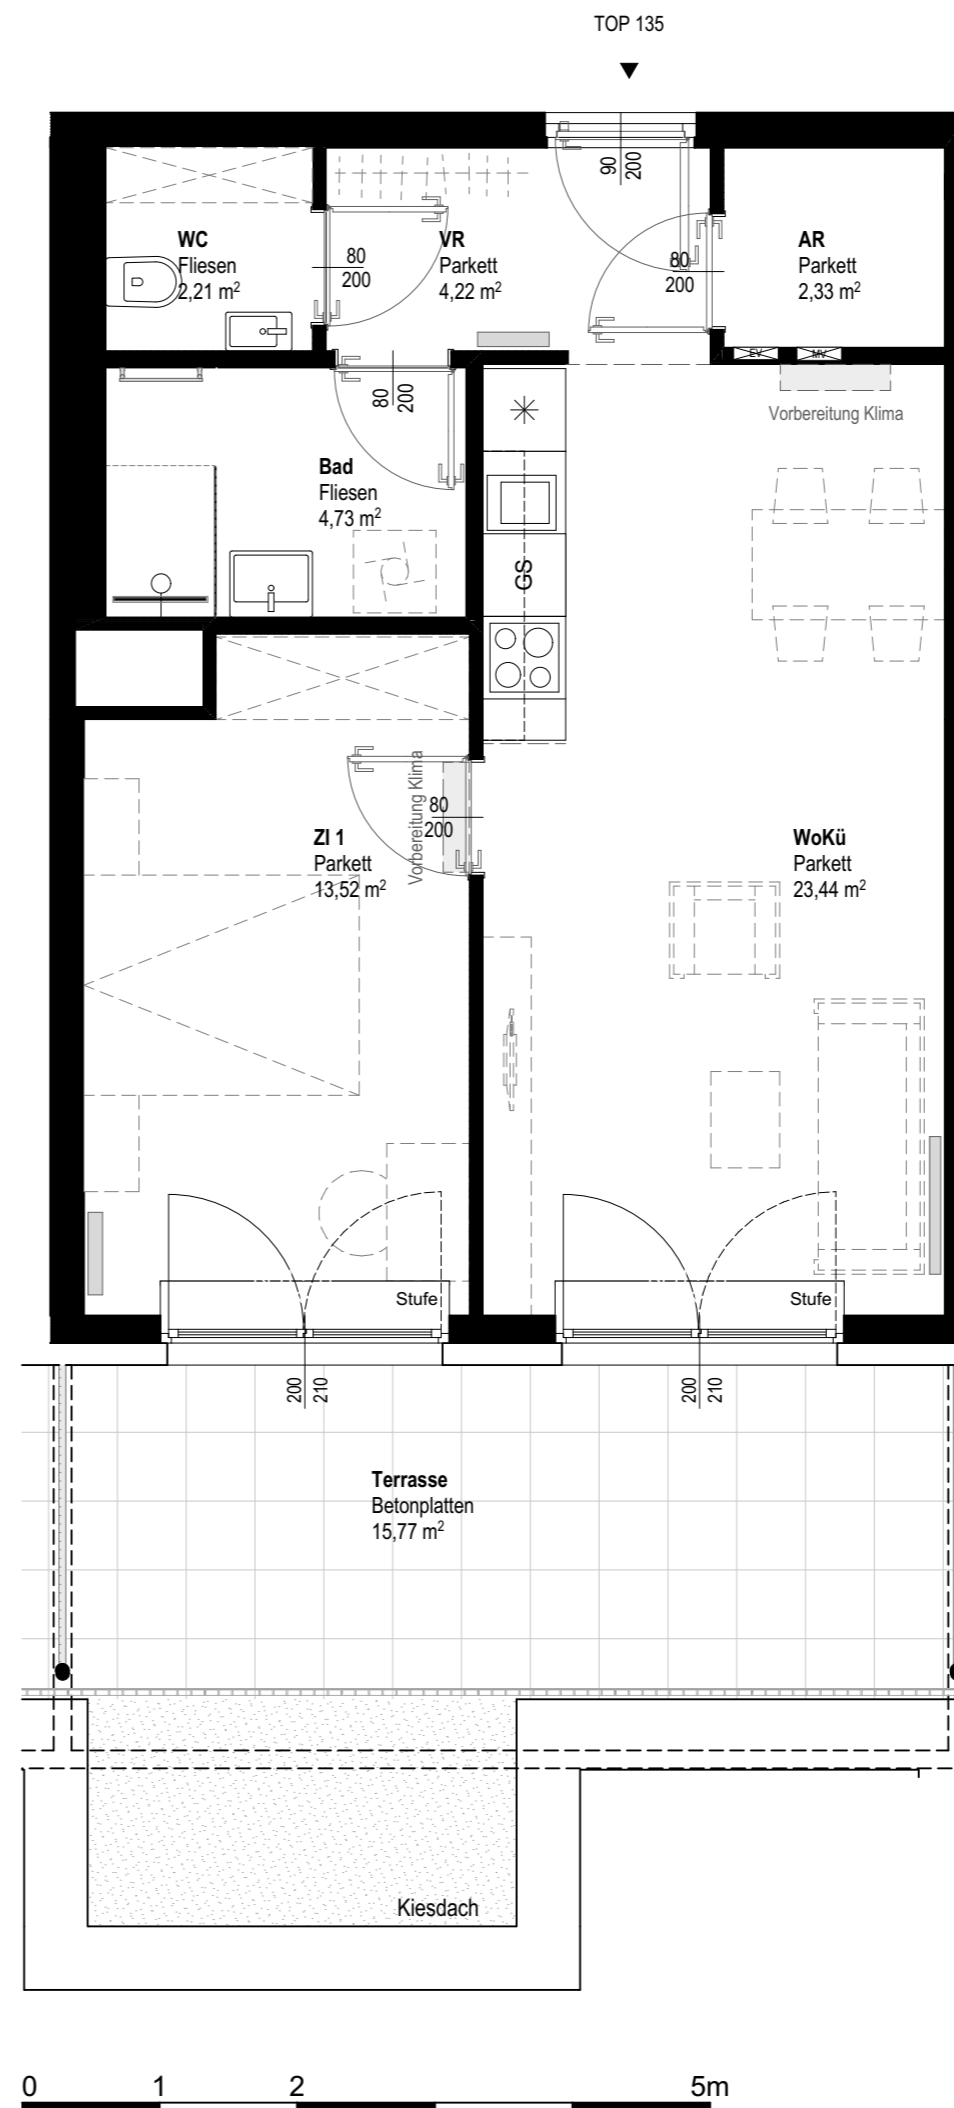 TOP 135
90
200
WC
Fliesen
2,21 m²
80
200
VR
Parkett
4,22 m²
80
200
AR
Parkett
2,33 m²
EV
MV
80
200
Vorbereitung Klima
Bad
Fliesen
4,73 m²
GS
Vorbereitung Klima
80
200
ZI 1
Parkett
13,52 m²
WoKü
Parkett
23,44 m²
Stufe
Stufe
200
210
200
210
Terrasse
Betonplatten
15,77 m²
Kiesdach
0 1 2 5m